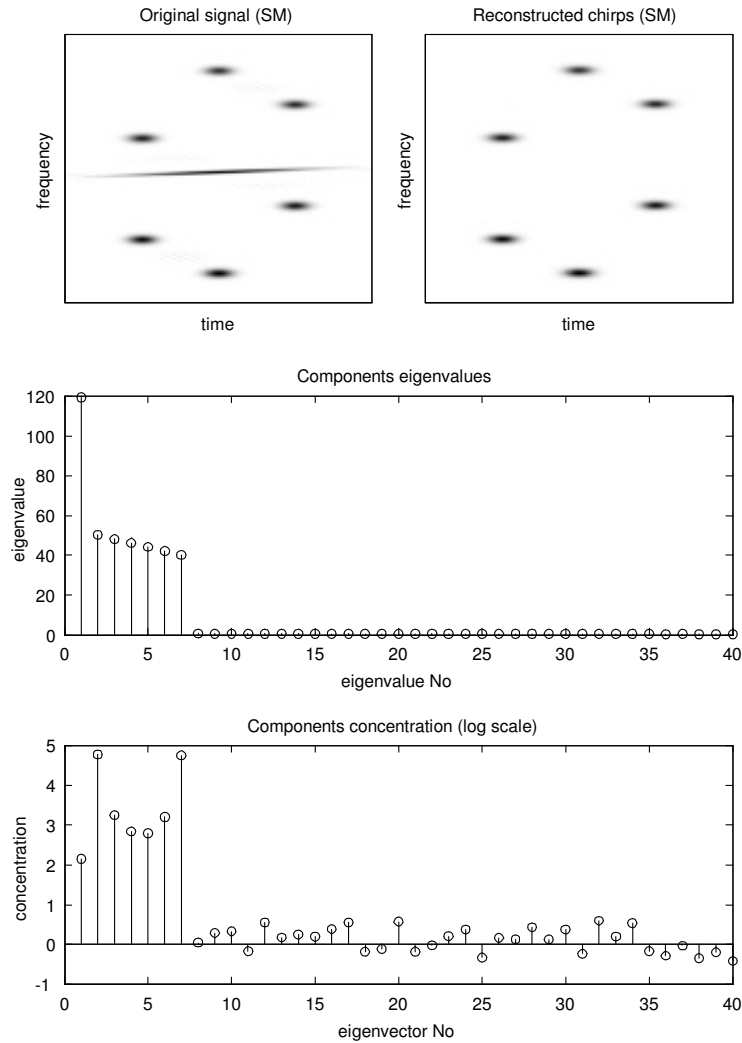 Original signal (SM)
Reconstructed chirps (SM)
frequency
frequency
time
time
Components eigenvalues
120
100
80
60
40
20
0
eigenvalue
0 5 10 15 20 25 30 35 40
eigenvalue No
Components concentration (log scale)
5
4
3
2
1
0
-1
concentration
0 5 10 15 20 25 30 35 40
eigenvector No